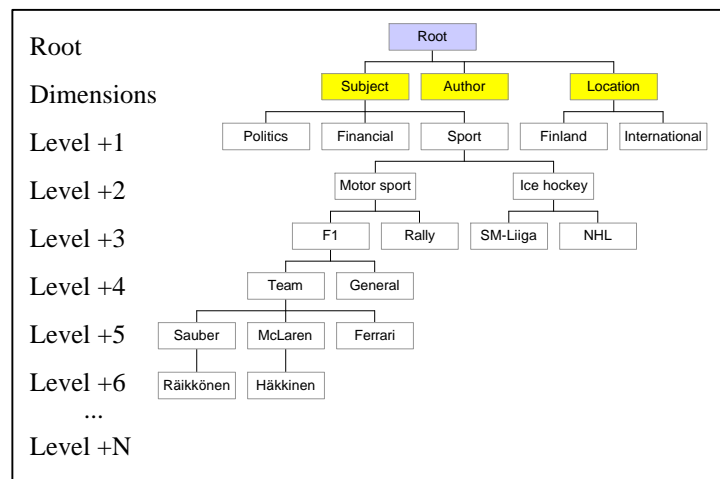 Root
Root
Dimensions
Subject Author Location
Level +1
Politics Financial Sport Finland International
Level +2
Motor sport Ice hockey
Level +3
F1 Rally SM-Liiga NHL
Level +4
Team General
Level +5
Sauber McLaren Ferrari
Level +6
Räikkönen Häkkinen
...
Level +N